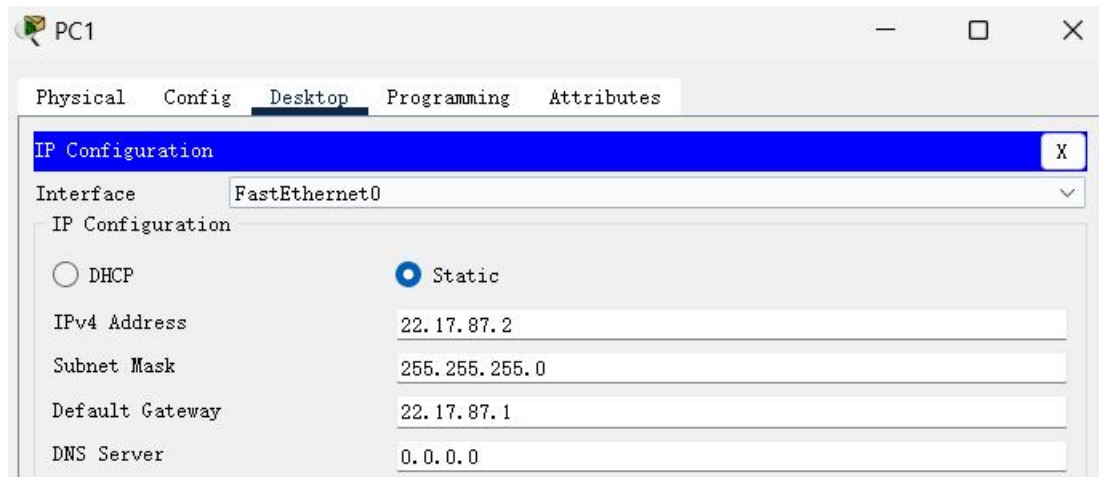 PC1
Physical Config Desktop Programming Attributes
IP Configuration X
Interface FastEthernet0
IP Configuration
DHCP Static
IPv4 Address 22.17.87.2
Subnet Mask 255.255.255.0
Default Gateway 22.17.87.1
DNS Server 0.0.0.0